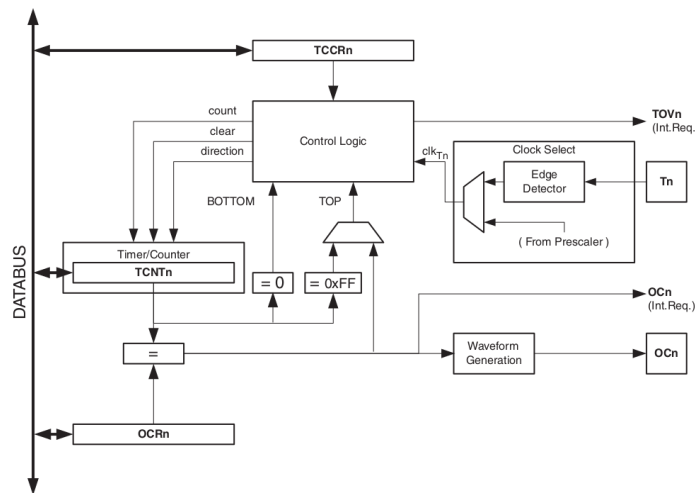 TCCRn
count
clear
direction
Control Logic
TOVn
(Int.Req.)
clkTn
Clock Select
Edge
Detector
Tn
( From Prescaler )
BOTTOM
TOP
Timer/Counter
TCNTn
= 0
= 0xFF
DATABUS
OCn
(Int.Req.)
=
Waveform
Generation
OCn
OCRn